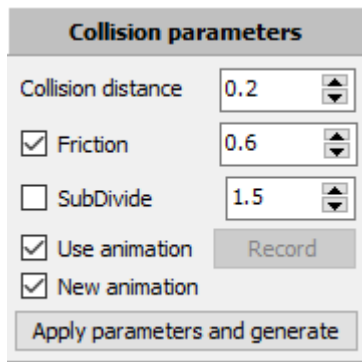 Collision parameters
Collision distance 0.2
Friction 0.6
SubDivide 1.5
Use animation Record
New animation
Apply parameters and generate